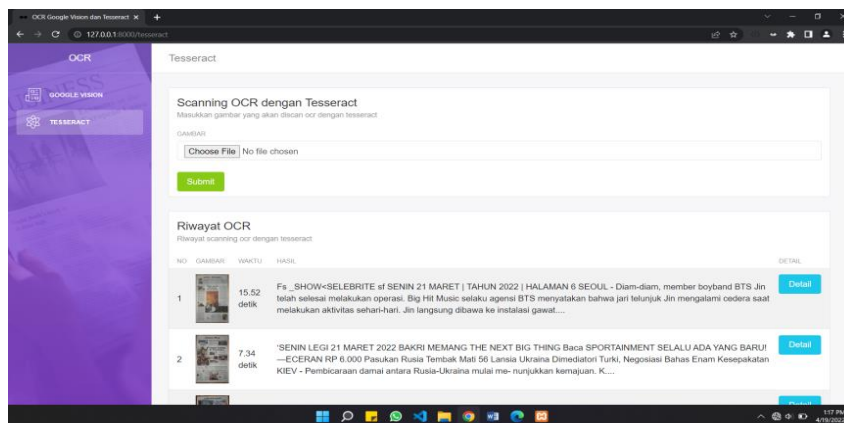 OCR Google Vision dan Tesseract
127.0.0.1:8000/tesseract
OCR
Tesseract
GOOGLE VISION
TESSERACT
Scanning OCR dengan Tesseract
Masukkan gambar yang akan discan ocr dengan tesseract
GAMBAR
Choose File No file chosen
Submit
Riwayat OCR
Riwayat scanning ocr dengan tesseract
NO GAMBAR WAKTU HASIL DETAIL
1 15.52 detik
Fs _SHOW<SELEBRITE sf SENIN 21 MARET | TAHUN 2022 | HALAMAN 6 SEOUL - Diam-diam, member boyband BTS Jin
telah selesai melakukan operasi. Big Hit Music selaku agensi BTS menyatakan bahwa jari telunjuk Jin mengalami cedera saat
melakukan aktivitas sehari-hari. Jin langsung dibawa ke instalasi gawat....
Detail
2 7.34 detik
'SENIN LEGI 21 MARET 2022 BAKRI MEMANG THE NEXT BIG THING Baca SPORTAINMENT SELALU ADA YANG BARU!
—ECERAN RP 6.000 Pasukan Rusia Tembak Mati 56 Lansia Ukraina Dimediatori Turki, Negosiasi Bahas Enam Kesepakatan
KIEV - Pembicaraan damai antara Rusia-Ukraina mulai me- nunjukkan kemajuan. K....
Detail
1:17 PM
4/19/2022